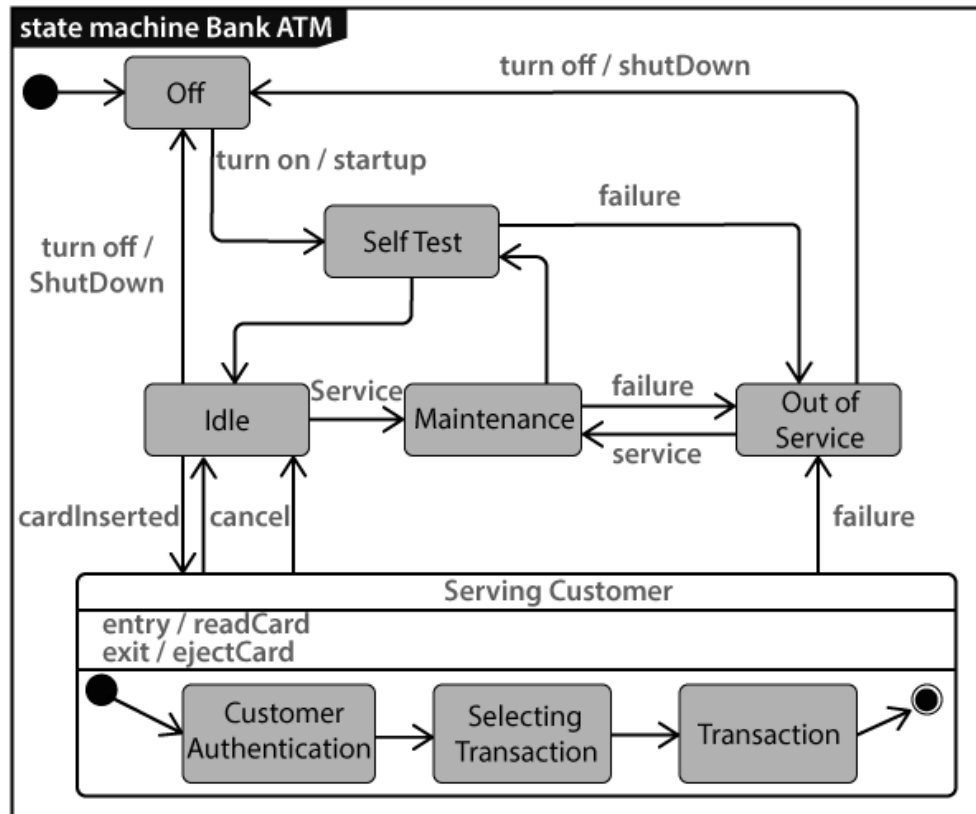 state machine Bank ATM
turn off / shutDown
Off
turn on / startup
failure
Self Test
turn off /
ShutDown
Service
failure
Idle
Maintenance
Out of
Service
service
cardInserted
cancel
failure
Serving Customer
entry / readCard
exit / ejectCard
Customer
Authentication
Selecting
Transaction
Transaction